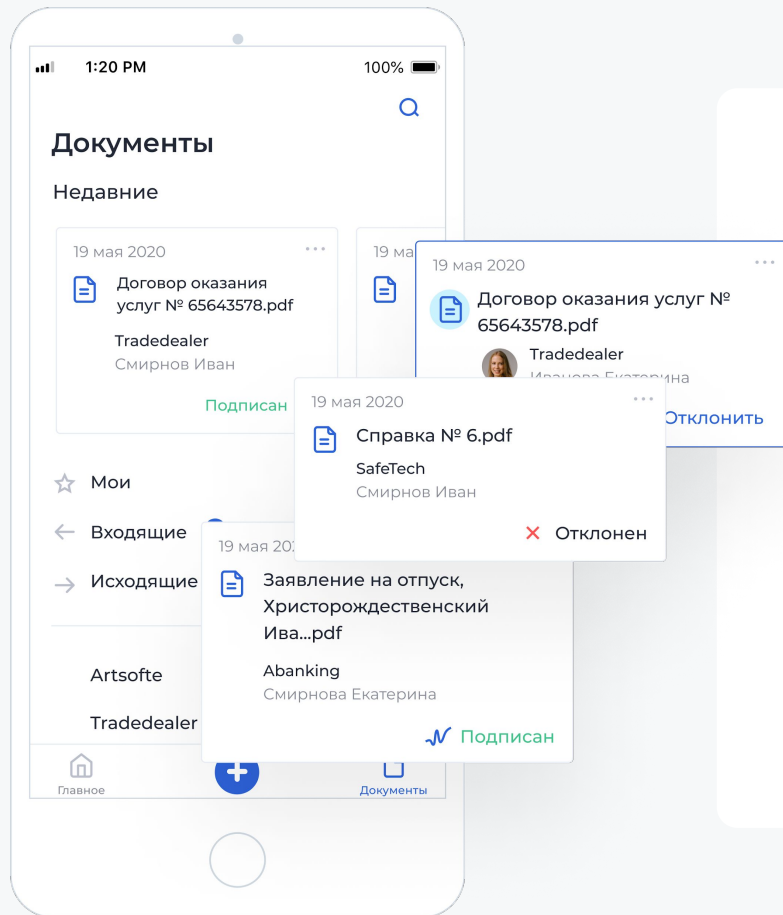 1:20 PM
100%
Документы
Недавние
19 мая 2020
Договор оказания
услуг № 65643578.pdf
Tradedealer
Смирнов Иван
Подписан
19 ма
19 мая 2020
Договор оказания услуг №
65643578.pdf
Tradedealer
Иванова Екатерина
Отклонить
19 мая 2020
Справка № 6.pdf
SafeTech
Смирнов Иван
Отклонен
Мои
Входящие
Исходящие
19 мая 20
Заявление на отпуск,
Христорождественский
Ива...pdf
Abanking
Смирнова Екатерина
Подписан
Artsofte
Tradedealer
Главное
Документы